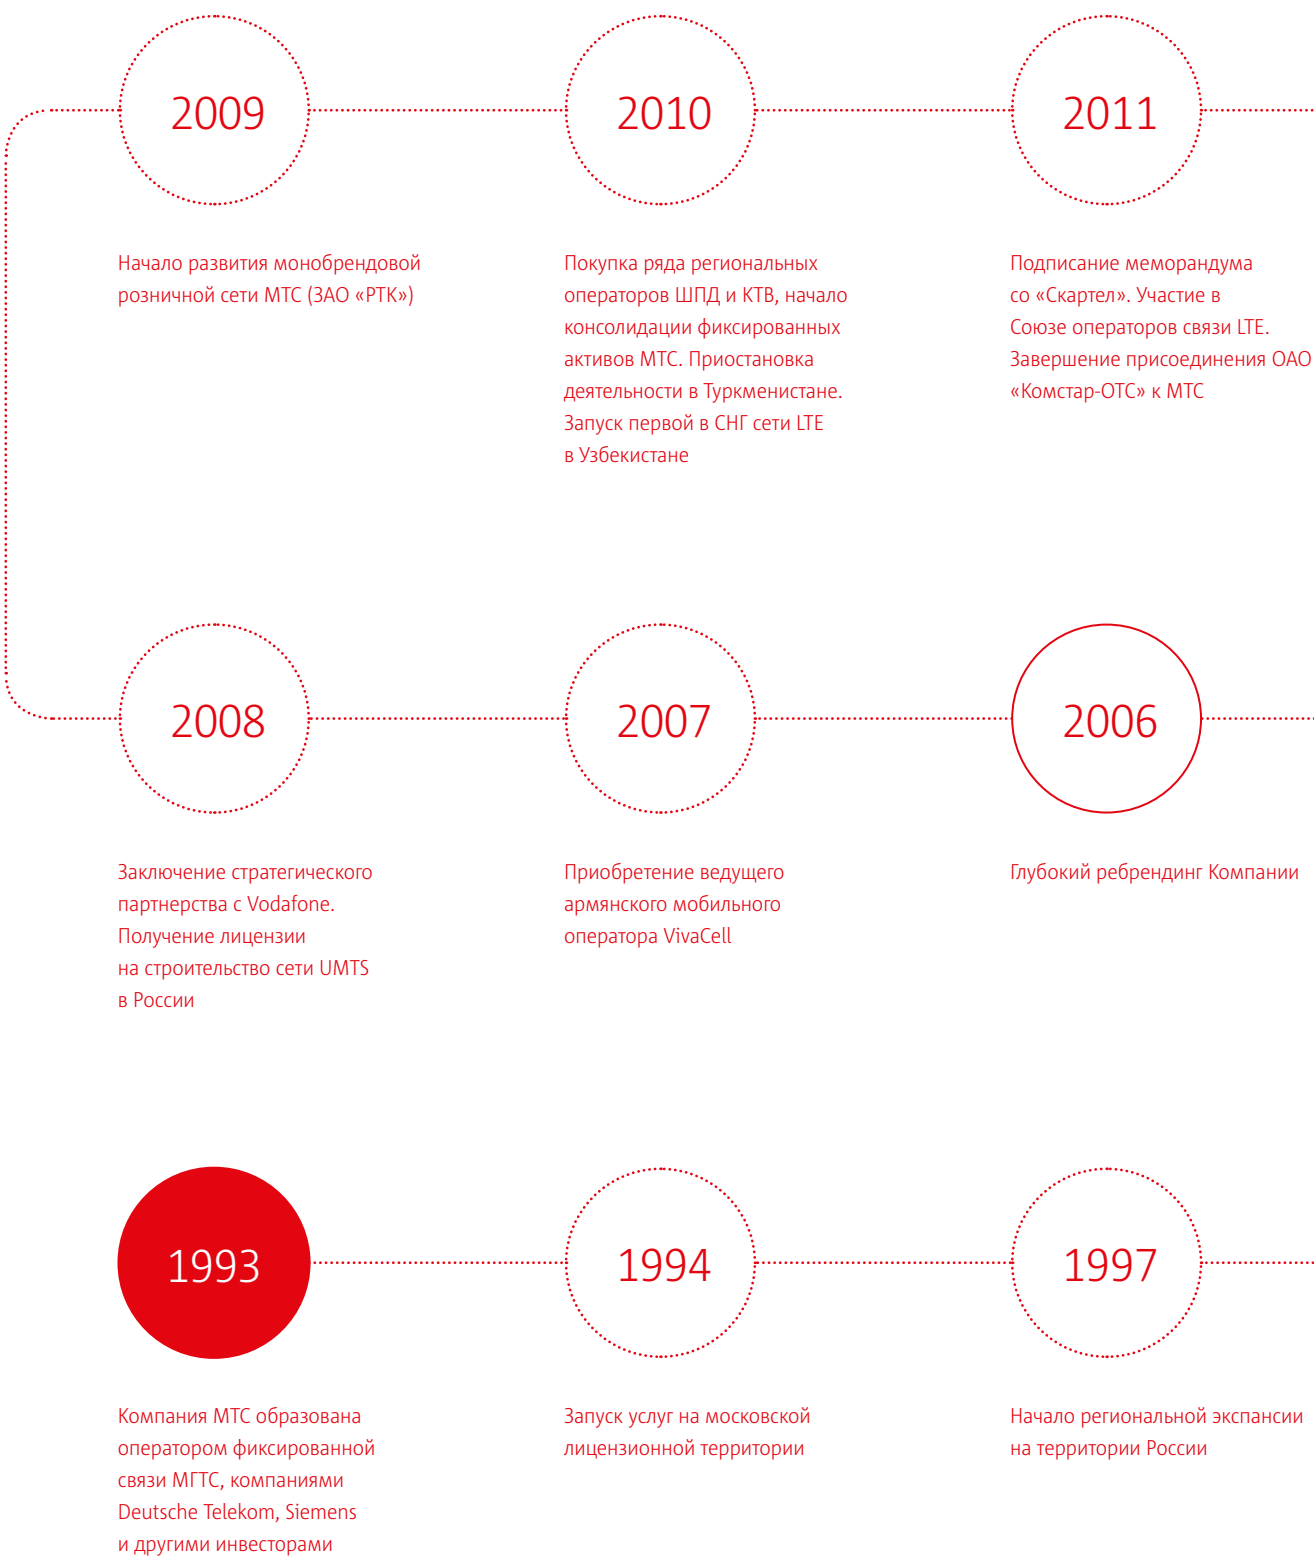 2009
Начало развития монобрендовой
розничной сети МТС (ЗАО «РТК»)
2010
Покупка ряда региональных
операторов ШПД и КТВ, начало
консолидации фиксированных
активов МТС. Приостановка
деятельности в Туркменистане.
Запуск первой в СНГ сети LTE
в Узбекистане
2011
Подписание меморандума
со «Скартел». Участие в
Союзе операторов связи LTE.
Завершение присоединения ОАО
«Комстар-ОТС» к МТС
2008
Заключение стратегического
партнерства с Vodafone.
Получение лицензии
на строительство сети UMTS
в России
2007
Приобретение ведущего
армянского мобильного
оператора VivaCell
2006
Глубокий ребрендинг Компании
1993
Компания МТС образована
оператором фиксированной
связи МГТС, компаниями
Deutsche Telekom, Siemens
и другими инвесторами
1994
Запуск услуг на московской
лицензионной территории
1997
Начало региональной экспансии
на территории России